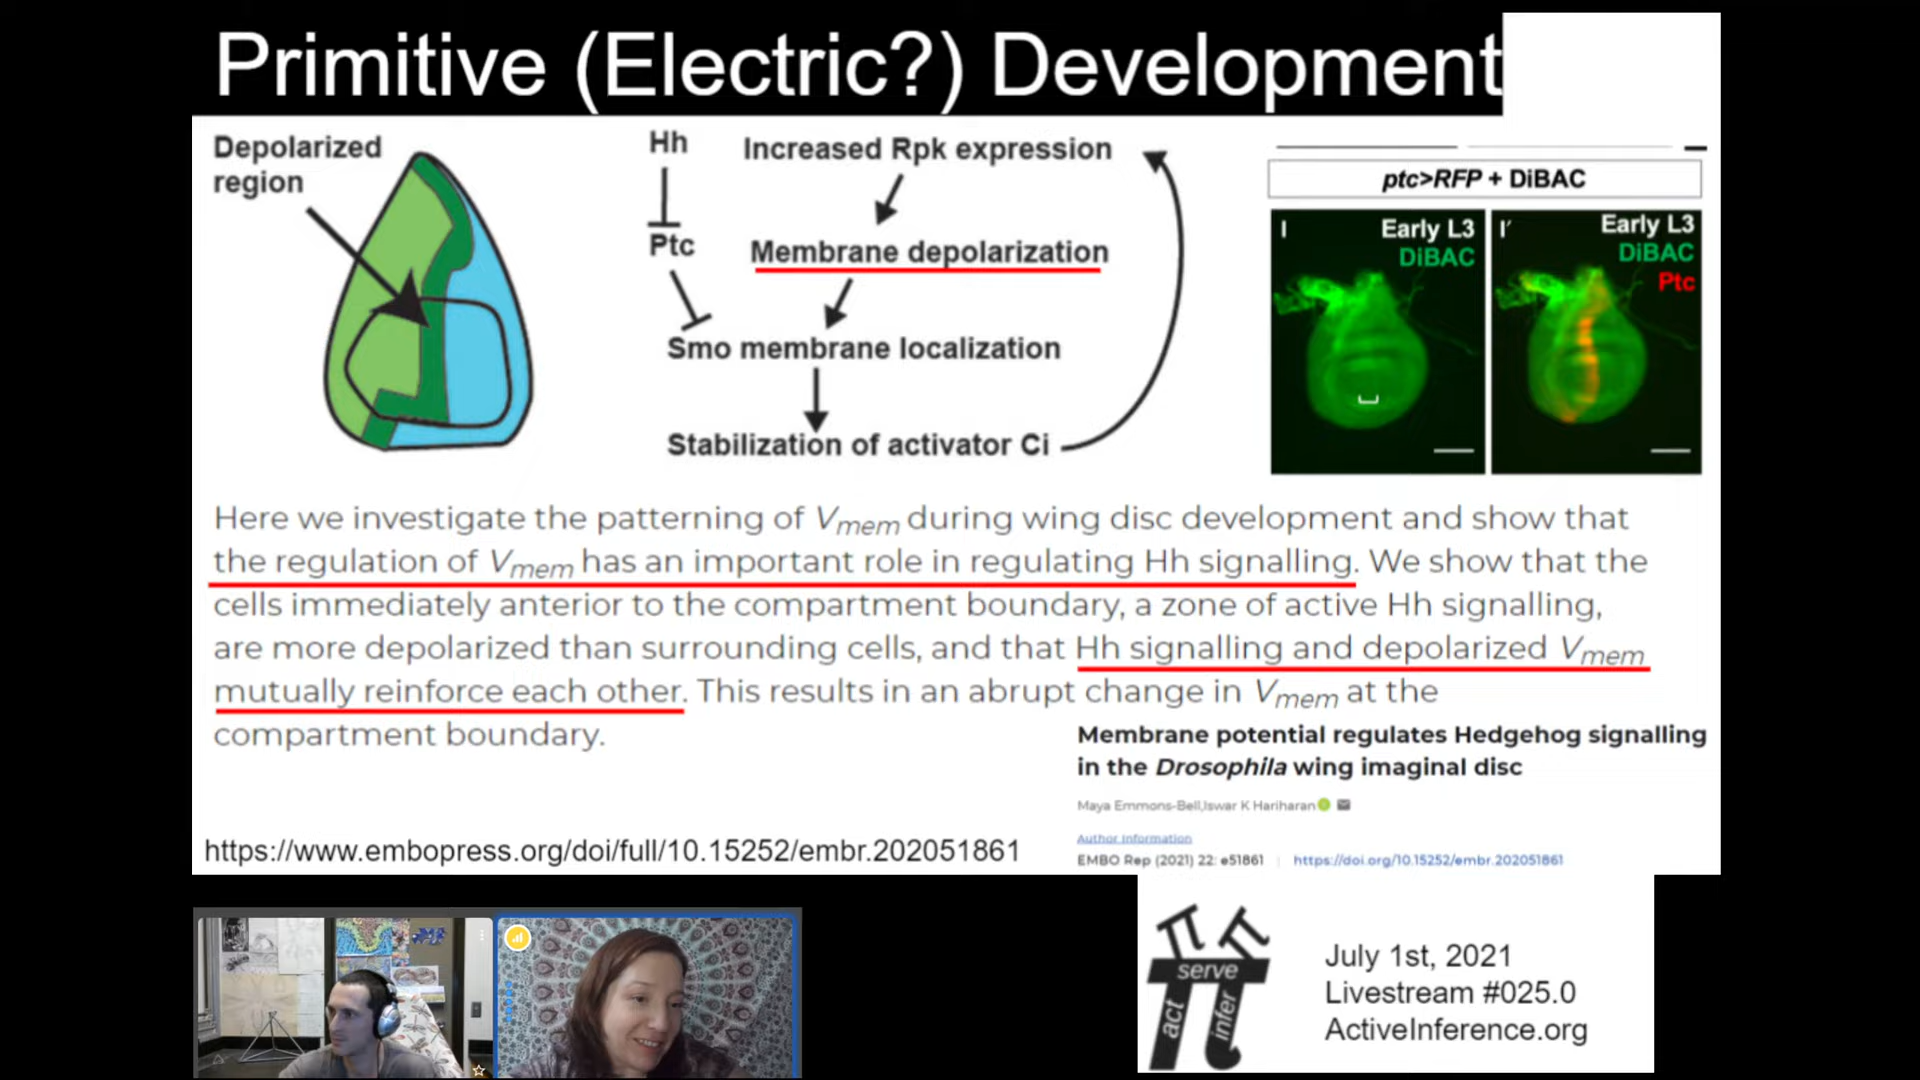 Primitive (Electric?) Development
Depolarized
region
Hh
Ptc
Increased Rpk expression
Membrane depolarization
Smo membrane localization
Stabilization of activator Ci
ptc>RFP + DiBAC
I
Early L3
DiBAC
I′
Early L3
DiBAC
Ptc
Here we investigate the patterning of Vmem during wing disc development and show that
the regulation of Vmem has an important role in regulating Hh signalling. We show that the
cells immediately anterior to the compartment boundary, a zone of active Hh signalling,
are more depolarized than surrounding cells, and that Hh signalling and depolarized Vmem
mutually reinforce each other. This results in an abrupt change in Vmem at the
compartment boundary.
Membrane potential regulates Hedgehog signalling
in the Drosophila wing imaginal disc
Maya Emmons-Bell,Iswar K Hariharan
Author Information
EMBO Rep (2021) 22: e51861
https://doi.org/10.15252/embr.202051861
https://www.embopress.org/doi/full/10.15252/embr.202051861
serve
act
infer
July 1st, 2021
Livestream #025.0
ActiveInference.org